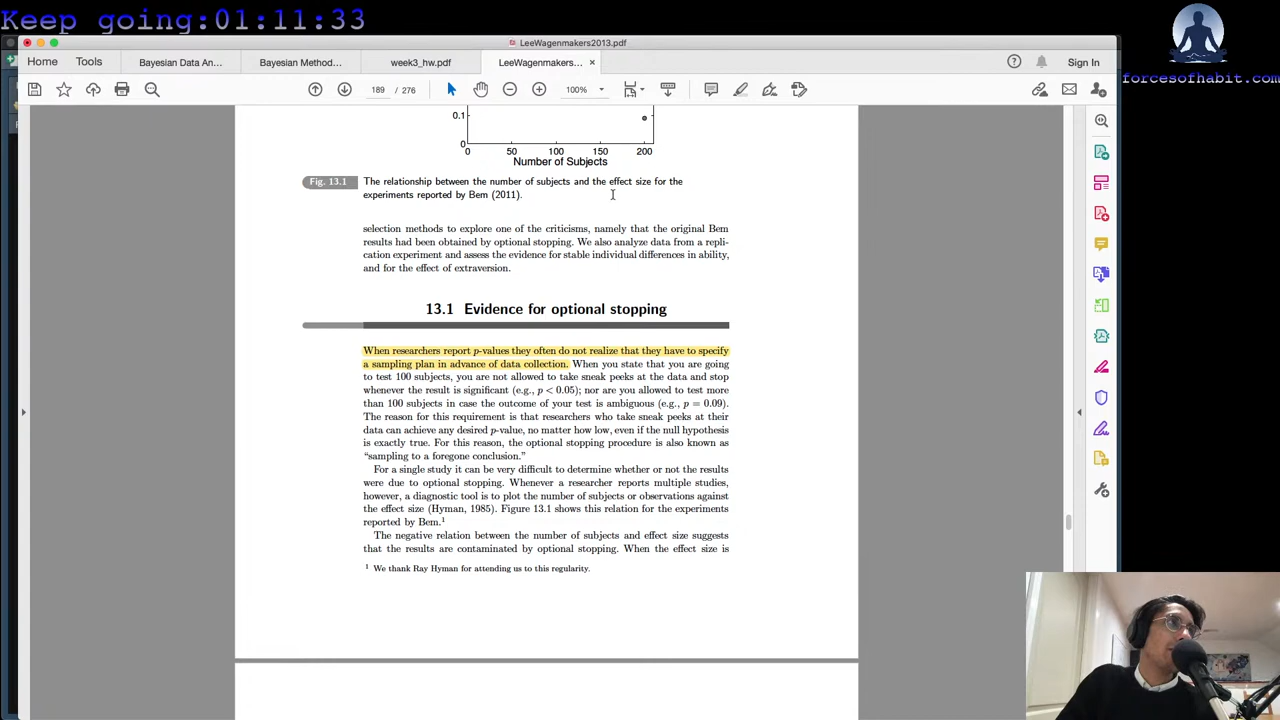 Keep going:01:11:33
forcesofhabit.com
LeeWagenmakers2013.pdf
Home Tools Bayesian Data An... Bayesian Method... week3_hw.pdf LeeWagenmakers... × Sign In
189 / 276 100%
0.1
0
0 50 100 150 200
Number of Subjects
Fig. 13.1 The relationship between the number of subjects and the effect size for the
experiments reported by Bem (2011).
selection methods to explore one of the criticisms, namely that the original Bem
results had been obtained by optional stopping. We also analyze data from a repli-
cation experiment and assess the evidence for stable individual differences in ability,
and for the effect of extraversion.
13.1 Evidence for optional stopping
When researchers report p-values they often do not realize that they have to specify
a sampling plan in advance of data collection. When you state that you are going
to test 100 subjects, you are not allowed to take sneak peeks at the data and stop
whenever the result is significant (e.g., p < 0.05); nor are you allowed to test more
than 100 subjects in case the outcome of your test is ambiguous (e.g., p = 0.09).
The reason for this requirement is that researchers who take sneak peeks at their
data can achieve any desired p-value, no matter how low, even if the null hypothesis
is exactly true. For this reason, the optional stopping procedure is also known as
“sampling to a foregone conclusion.”
For a single study it can be very difficult to determine whether or not the results
were due to optional stopping. Whenever a researcher reports multiple studies,
however, a diagnostic tool is to plot the number of subjects or observations against
the effect size (Hyman, 1985). Figure 13.1 shows this relation for the experiments
reported by Bem.1
The negative relation between the number of subjects and effect size suggests
that the results are contaminated by optional stopping. When the effect size is
1 We thank Ray Hyman for attending us to this regularity.